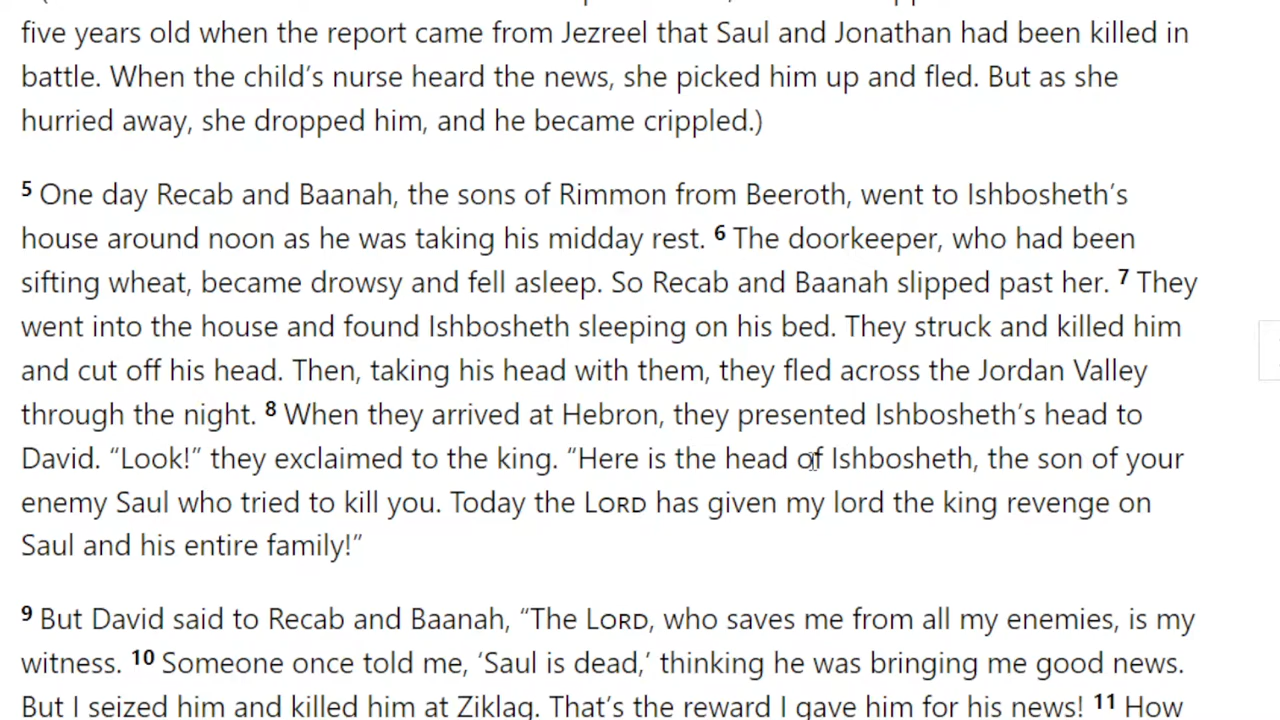 five years old when the report came from Jezreel that Saul and Jonathan had been killed in
battle. When the child’s nurse heard the news, she picked him up and fled. But as she
hurried away, she dropped him, and he became crippled.)
5 One day Recab and Baanah, the sons of Rimmon from Beeroth, went to Ishbosheth’s
house around noon as he was taking his midday rest. 6 The doorkeeper, who had been
sifting wheat, became drowsy and fell asleep. So Recab and Baanah slipped past her. 7 They
went into the house and found Ishbosheth sleeping on his bed. They struck and killed him
and cut off his head. Then, taking his head with them, they fled across the Jordan Valley
through the night. 8 When they arrived at Hebron, they presented Ishbosheth’s head to
David. “Look!” they exclaimed to the king. “Here is the head of Ishbosheth, the son of your
enemy Saul who tried to kill you. Today the LORD has given my lord the king revenge on
Saul and his entire family!”
9 But David said to Recab and Baanah, “The LORD, who saves me from all my enemies, is my
witness. 10 Someone once told me, ‘Saul is dead,’ thinking he was bringing me good news.
But I seized him and killed him at Ziklag. That’s the reward I gave him for his news! 11 How